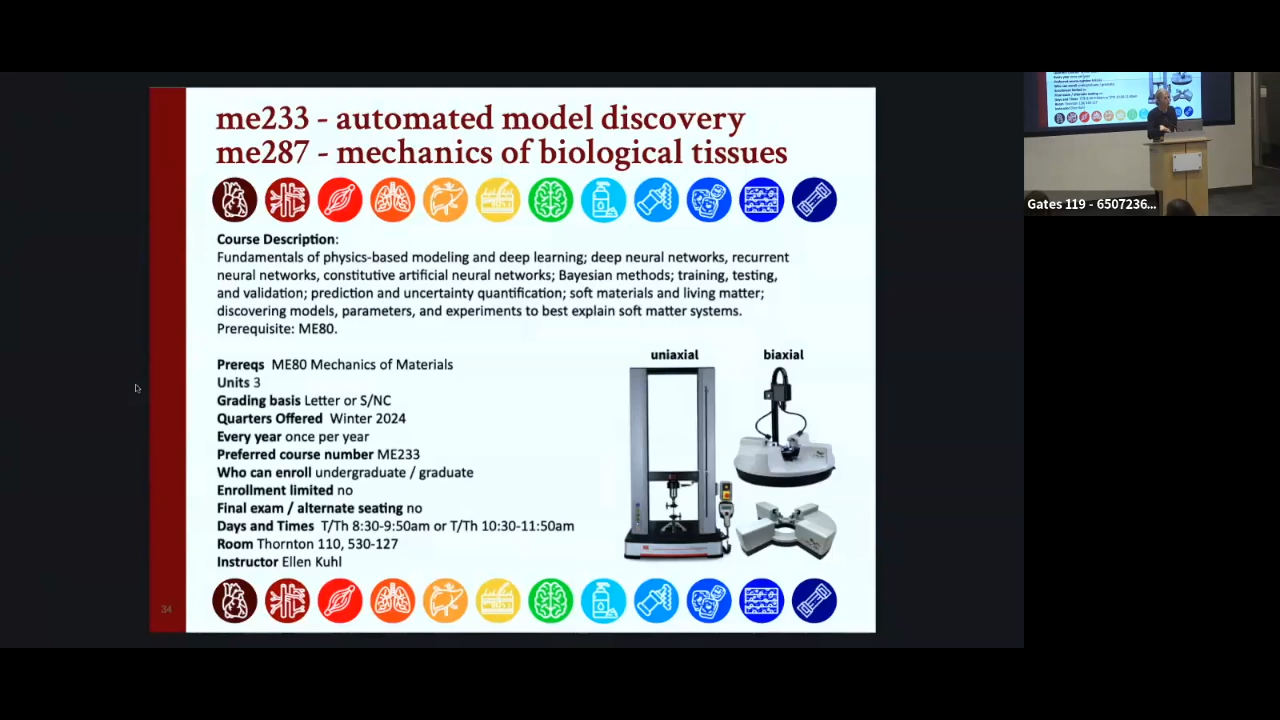 me233 - automated model discovery
me287 - mechanics of biological tissues
Course Description:
Fundamentals of physics-based modeling and deep learning; deep neural networks, recurrent
neural networks, constitutive artificial neural networks; Bayesian methods; training, testing,
and validation; prediction and uncertainty quantification; soft materials and living matter;
discovering models, parameters, and experiments to best explain soft matter systems.
Prerequisite: ME80.
Prereqs ME80 Mechanics of Materials
Units 3
Grading basis Letter or S/NC
Quarters Offered Winter 2024
Every year once per year
Preferred course number ME233
Who can enroll undergraduate / graduate
Enrollment limited no
Final exam / alternate seating no
Days and Times T/Th 8:30-9:50am or T/Th 10:30-11:50am
Room Thornton 110, 530-127
Instructor Ellen Kuhl
uniaxial
biaxial
34
Gates 119 - 6507236...